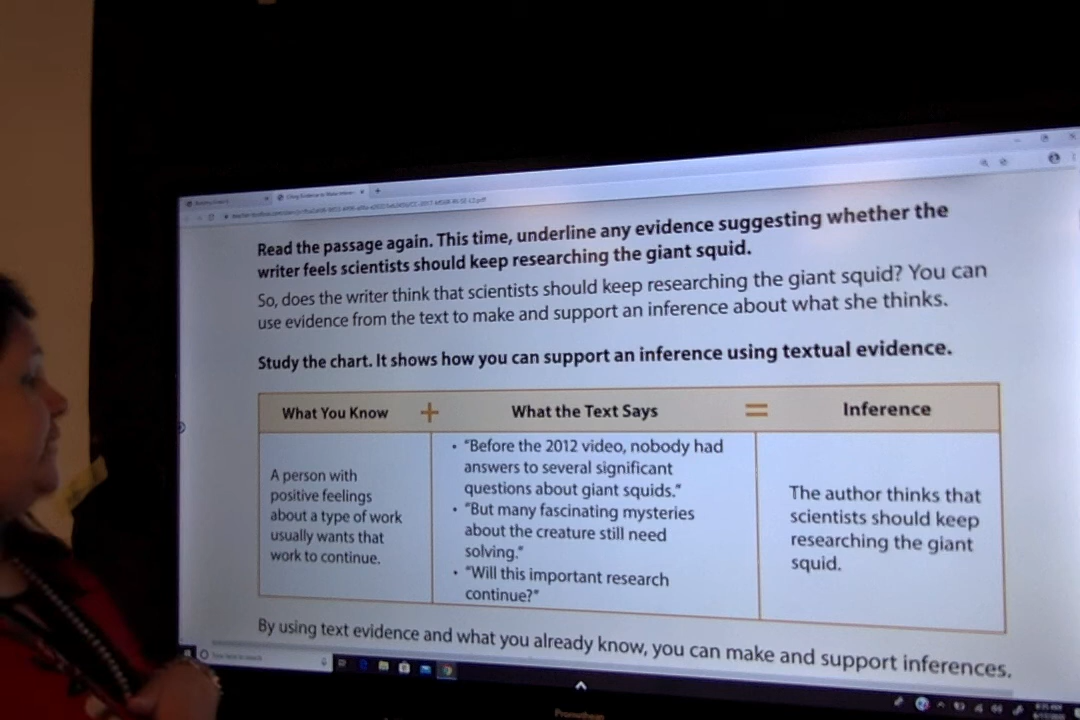 Read the passage again. This time, underline any evidence suggesting whether the
writer feels scientists should keep researching the giant squid.
So, does the writer think that scientists should keep researching the giant squid? You can
use evidence from the text to make and support an inference about what she thinks.
Study the chart. It shows how you can support an inference using textual evidence.
What You Know + What the Text Says = Inference
A person with
positive feelings
about a type of work
usually wants that
work to continue.
• "Before the 2012 video, nobody had
answers to several significant
questions about giant squids."
• "But many fascinating mysteries
about the creature still need
solving."
• "Will this important research
continue?"
The author thinks that
scientists should keep
researching the giant
squid.
By using text evidence and what you already know, you can make and support inferences.
Promethean